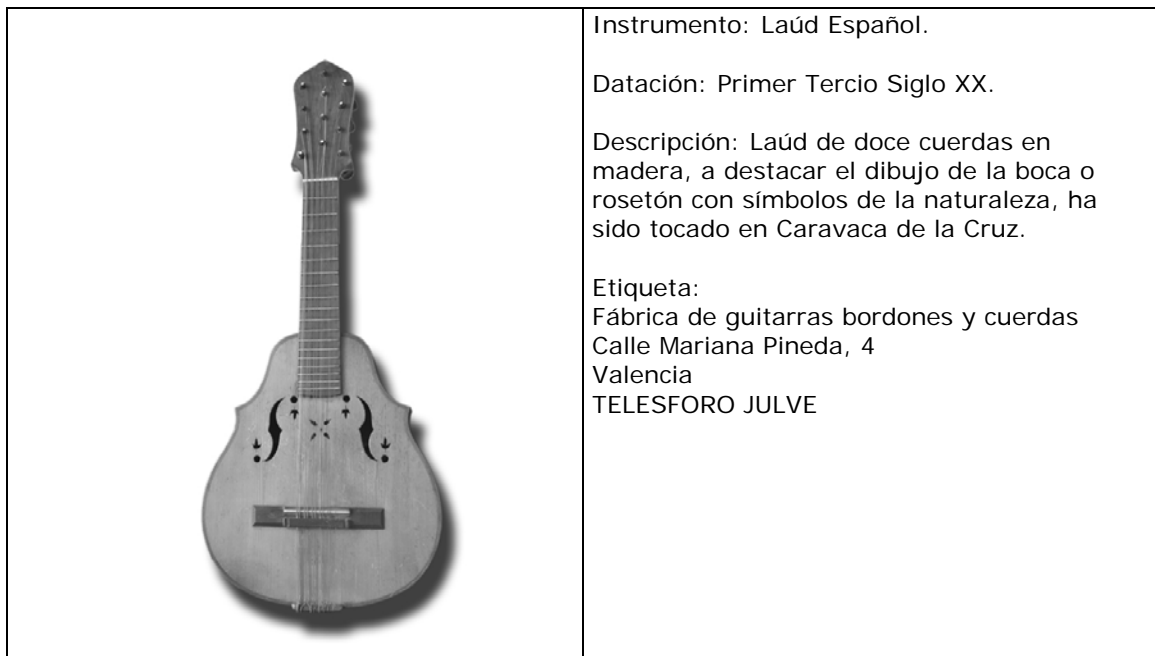 Instrumento: Laúd Español.
Datación: Primer Tercio Siglo XX.
Descripción: Laúd de doce cuerdas en
madera, a destacar el dibujo de la boca o
rosetón con símbolos de la naturaleza, ha
sido tocado en Caravaca de la Cruz.
Etiqueta:
Fábrica de guitarras bordones y cuerdas
Calle Mariana Pineda, 4
Valencia
TELESFORO JULVE